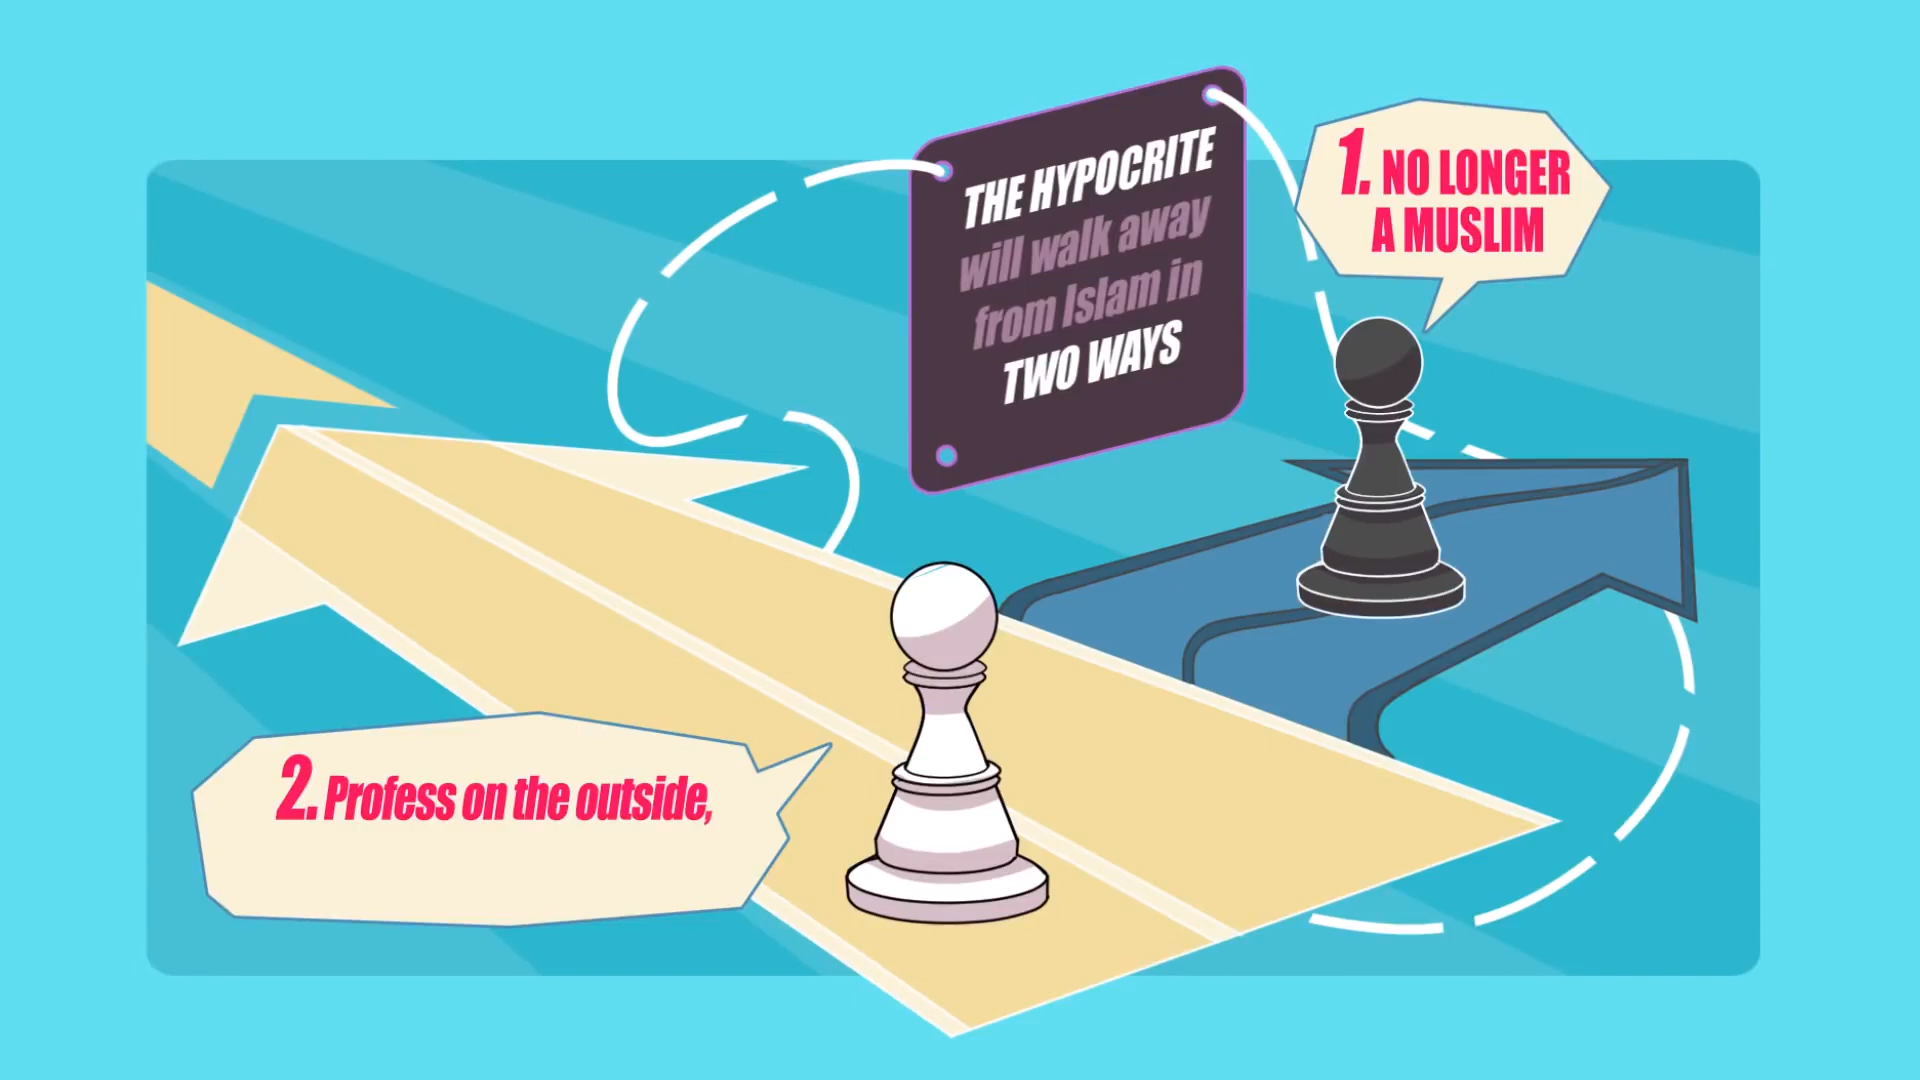 THE HYPOCRITE
will walk away
from Islam in
TWO WAYS
1. NO LONGER
A MUSLIM
2. Profess on the outside,